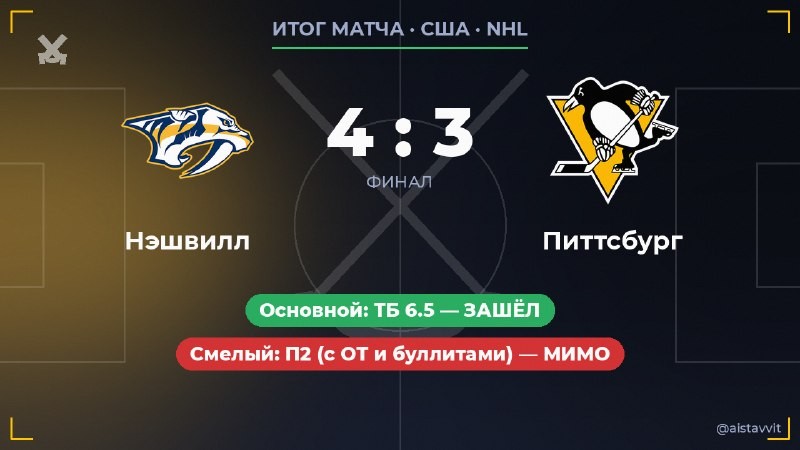 ИТОГ МАТЧА · США · NHL
4 : 3
ФИНАЛ
Нэшвилл
Питтсбург
Основной: ТБ 6.5 — ЗАШЁЛ
Смелый: П2 (с ОТ и буллитами) — МИМО
@aistavvit